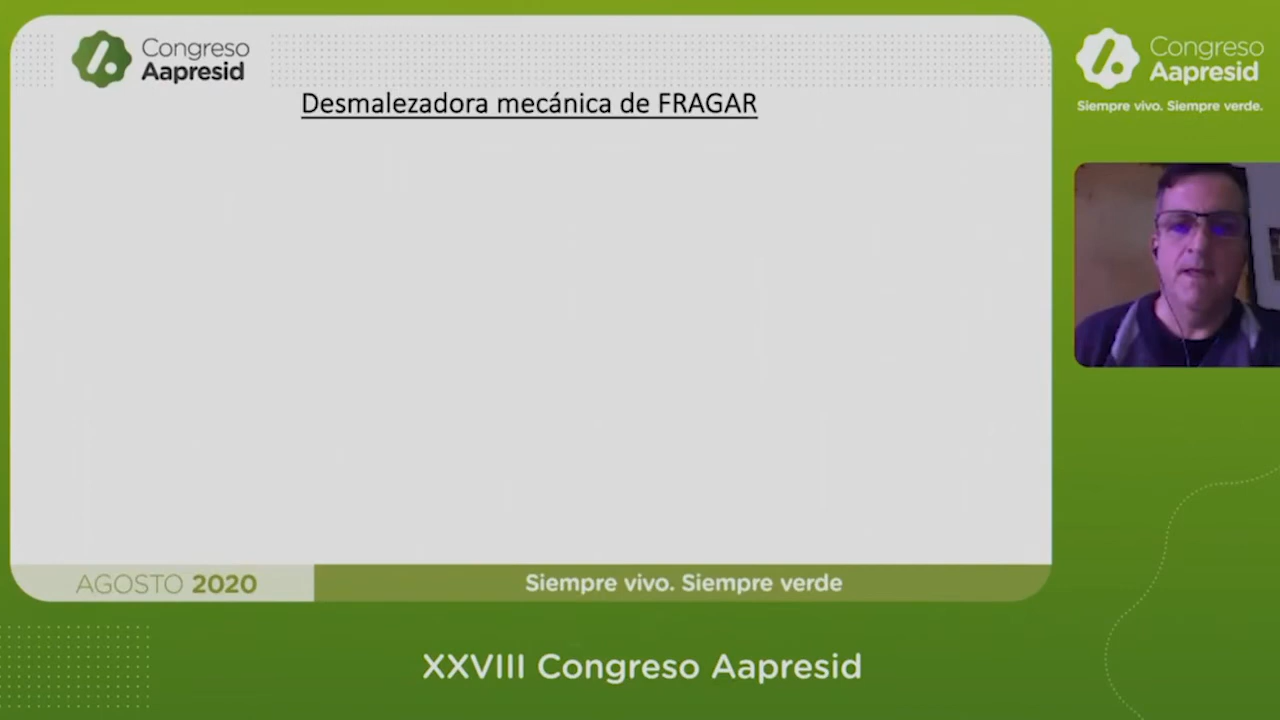 Congreso
Aapresid
Desmalezadora mecánica de FRAGAR
AGOSTO 2020
Siempre vivo. Siempre verde
Congreso
Aapresid
Siempre vivo. Siempre verde.
XXVIII Congreso Aapresid